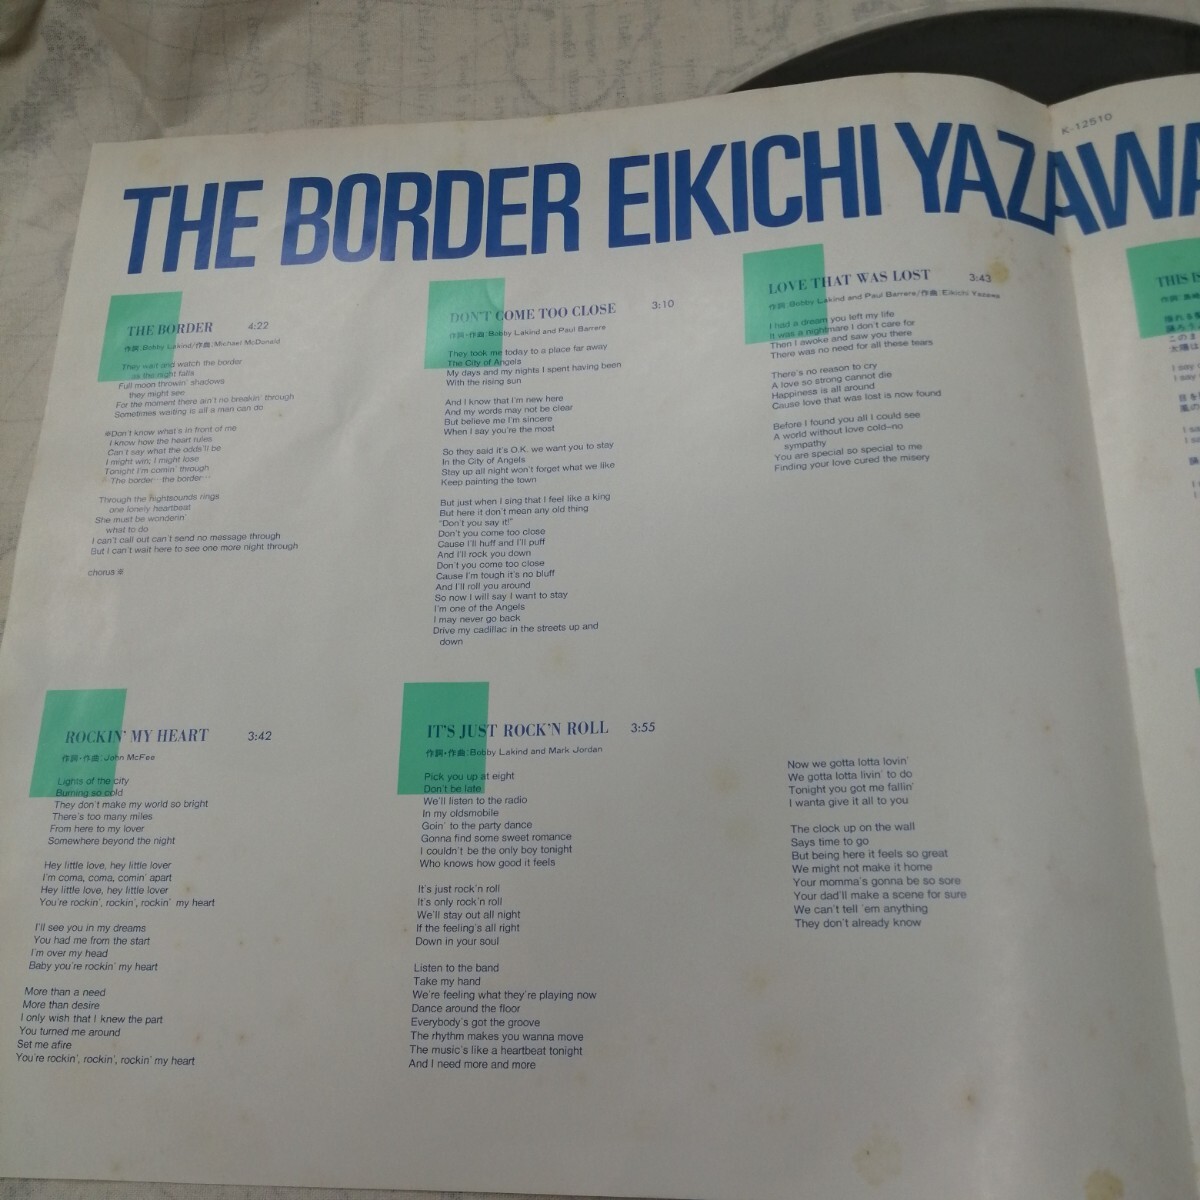 THE BORDER EIKICHI YAZAWA
K-12510
THE BORDER 4:22
作詞:Bobby Lakind/作曲:Michael McDonald
They wait and watch the border
as the night falls
Full moon throwin' shadows
they might see
For the moment there ain't no breakin' through
Sometimes waiting is all a man can do
※Don't know what's in front of me
I know how the heart rules
Can't say what the odds'll be
I might win; I might lose
Tonight I'm comin' through
The border…the border…
Through the nightsounds rings
one lonely heartbeat
She must be wonderin'
what to do
I can't call out can't send no message through
But I can't wait here to see one more night through
chorus ※
DON'T COME TOO CLOSE 3:10
作詞・作曲:Bobby Lakind and Paul Barrere
They took me today to a place far away
The City of Angels
My days and my nights I spent having been
With the rising sun
And I know that I'm new here
And my words may not be clear
But believe me I'm sincere
When I say you're the most
So they said it's O.K. we want you to stay
In the City of Angels
Stay up all night won't forget what we like
Keep painting the town
But just when I sing that I feel like a king
But here it don't mean any old thing
"Don't you say it!"
Don't you come too close
Cause I'll huff and I'll puff
And I'll rock you down
Don't you come too close
Cause I'm tough it's no bluff
And I'll roll you around
So now I will say I want to stay
I'm one of the Angels
I may never go back
Drive my cadillac in the streets up and
down
LOVE THAT WAS LOST 3:43
作詞:Bobby Lakind and Paul Barrere/作曲:Eikichi Yazawa
I had a dream you left my life
It was a nightmare I don't care for
Then I awoke and saw you there
There was no need for all these tears
There's no reason to cry
A love so strong cannot die
Happiness is all around
Cause love that was lost is now found
Before I found you all I could see
A world without love cold–no
sympathy
You are special so special to me
Finding your love cured the misery
THIS IS
作詞:
溢れる
踊ろう
このま
太陽は
I say
I say
目を
風の
I sa
I sa
踊
ROCKIN' MY HEART 3:42
作詞・作曲:John McFee
Lights of the city
Burning so cold
They don't make my world so bright
There's too many miles
From here to my lover
Somewhere beyond the night
Hey little love, hey little lover
I'm coma, coma, comin' apart
Hey little love, hey little lover
You're rockin', rockin', rockin' my heart
I'll see you in my dreams
You had me from the start
I'm over my head
Baby you're rockin' my heart
More than a need
More than desire
I only wish that I knew the part
You turned me around
Set me afire
You're rockin', rockin', rockin' my heart
IT'S JUST ROCK'N ROLL 3:55
作詞・作曲:Bobby Lakind and Mark Jordan
Pick you up at eight
Don't be late
We'll listen to the radio
In my oldsmobile
Goin' to the party dance
Gonna find some sweet romance
I couldn't be the only boy tonight
Who knows how good it feels
It's just rock'n roll
It's only rock'n roll
We'll stay out all night
If the feeling's all right
Down in your soul
Listen to the band
Take my hand
We're feeling what they're playing now
Dance around the floor
Everybody's got the groove
The rhythm makes you wanna move
The music's like a heartbeat tonight
And I need more and more
Now we gotta lotta lovin'
We gotta lotta livin' to do
Tonight you got me fallin'
I wanta give it all to you
The clock up on the wall
Says time to go
But being here it feels so great
We might not make it home
Your momma's gonna be so sore
Your dad'll make a scene for sure
We can't tell 'em anything
They don't already know